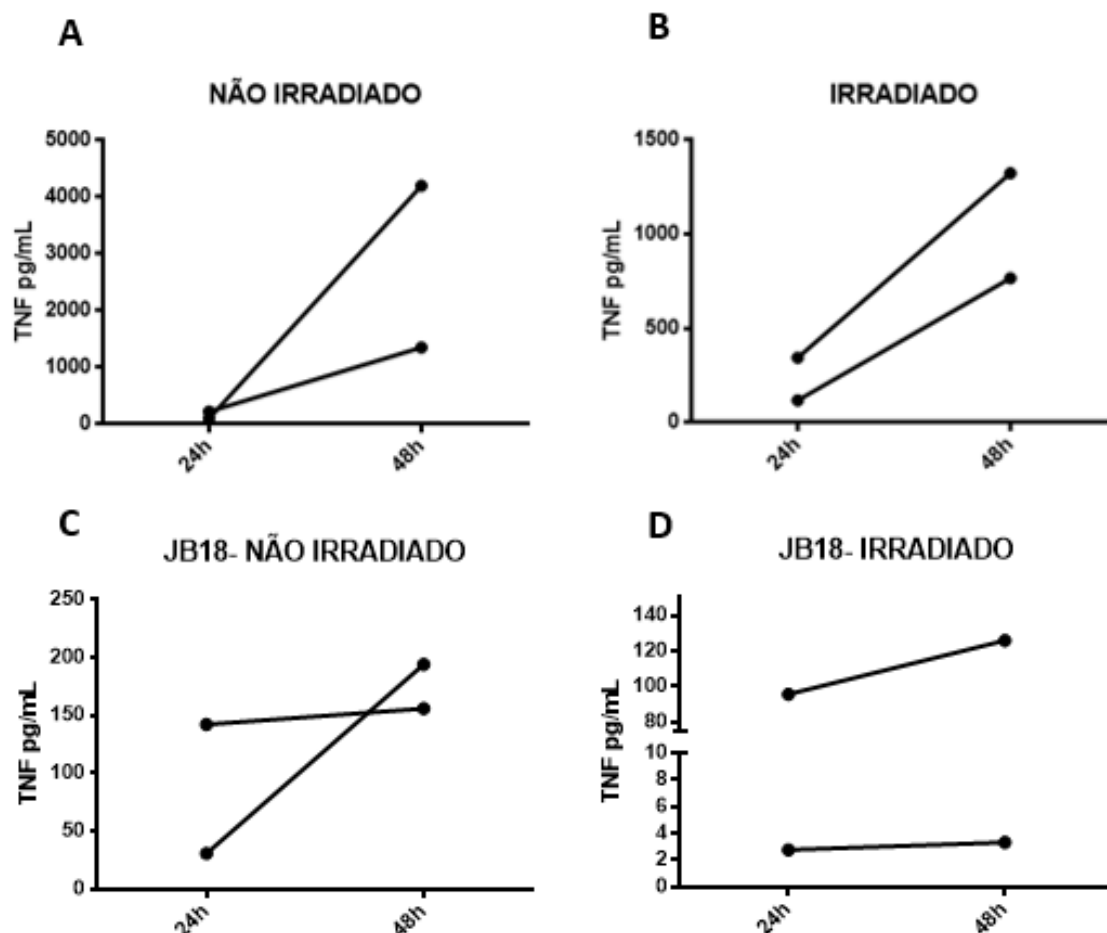 A
NÃO IRRADIADO
5000
4000
3000
2000
1000
0
TNF pg/mL
24h
48h
B
IRRADIADO
1500
1000
500
0
TNF pg/mL
24h
48h
C
JB18- NÃO IRRADIADO
250
200
150
100
50
0
TNF pg/mL
24h
48h
D
JB18- IRRADIADO
140
120
100
80
10
8
6
4
2
0
TNF pg/mL
24h
48h